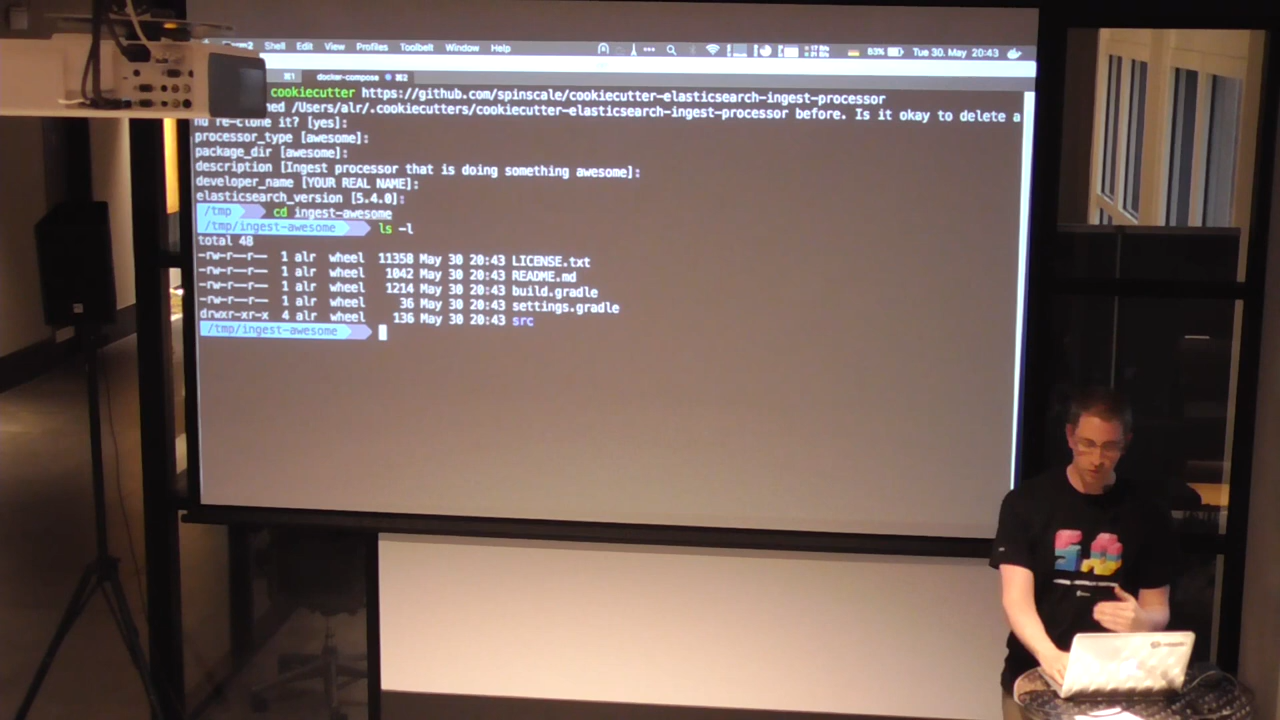 Shell Edit View Profiles Toolbelt Window Help 83% Tue 30. May 20:43
⌘1 docker-compose ⌘2
cookiecutter https://github.com/spinscale/cookiecutter-elasticsearch-ingest-processor
/Users/alr/.cookiecutters/cookiecutter-elasticsearch-ingest-processor before. Is it okay to delete a
nd re-clone it? [yes]:
processor_type [awesome]:
package_dir [awesome]:
description [Ingest processor that is doing something awesome]:
developer_name [YOUR REAL NAME]:
elasticsearch_version [5.4.0]:
/tmp cd ingest-awesome
/tmp/ingest-awesome ls -l
total 48
-rw-r--r-- 1 alr wheel 11358 May 30 20:43 LICENSE.txt
-rw-r--r-- 1 alr wheel 1042 May 30 20:43 README.md
-rw-r--r-- 1 alr wheel 1214 May 30 20:43 build.gradle
-rw-r--r-- 1 alr wheel 36 May 30 20:43 settings.gradle
drwxr-xr-x 4 alr wheel 136 May 30 20:43 src
/tmp/ingest-awesome